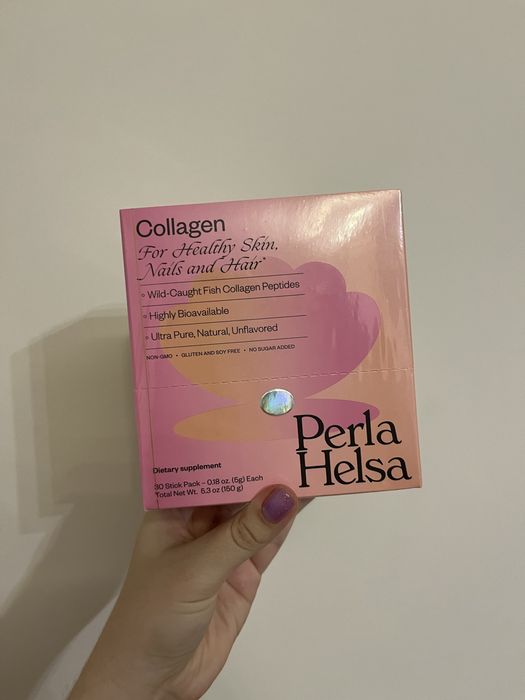 Collagen
For Healthy Skin,
Nails and Hair*
Wild-Caught Fish Collagen Peptides
Highly Bioavailable
Ultra Pure, Natural, Unflavored
NON-GMO • GLUTEN AND SOY FREE • NO SUGAR ADDED
Perla
Helsa
Dietary supplement
30 Stick Pack – 0.18 oz. (5g) Each
Total Net Wt. 5.3 oz (150 g)